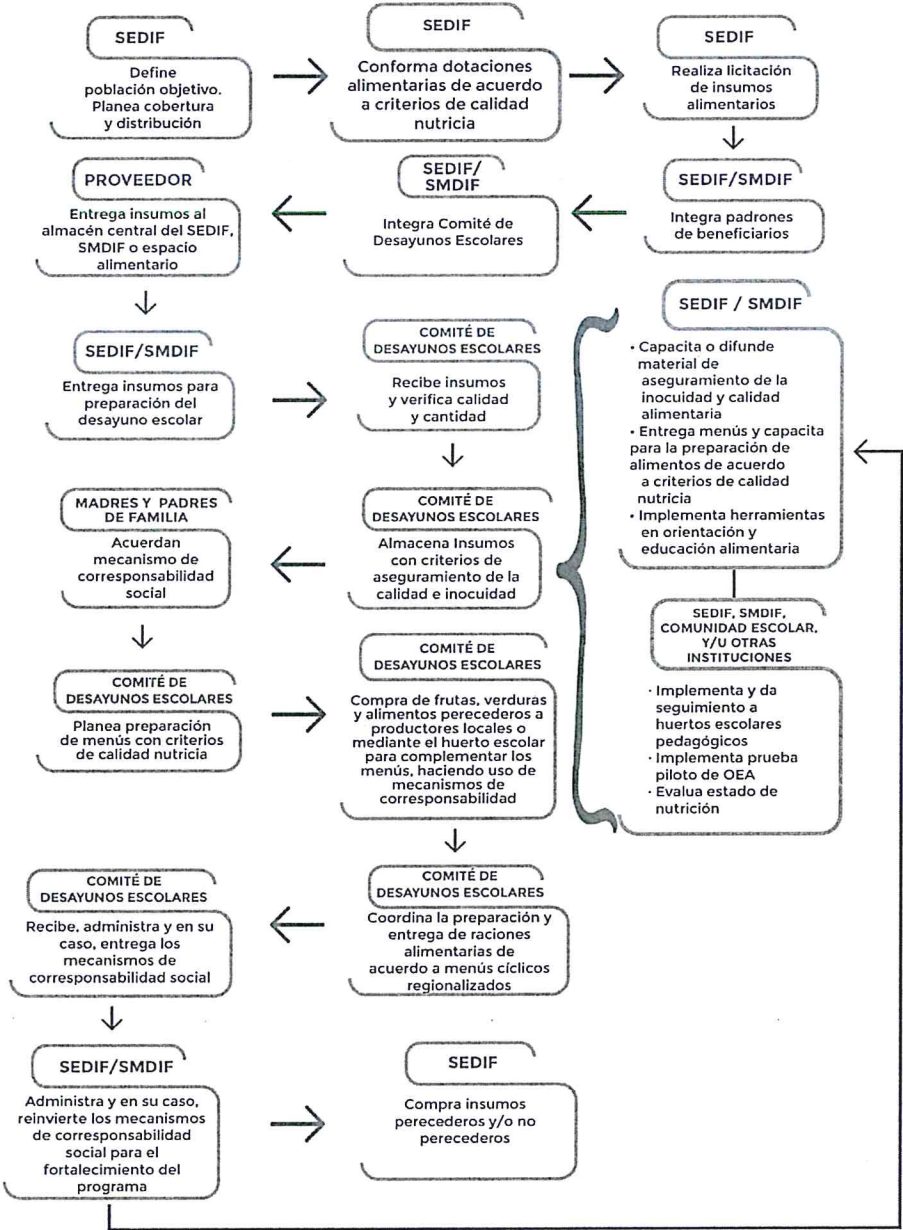 SEDIF
Define
población objetivo.
Planea cobertura
y distribución
SEDIF
Conforma dotaciones
alimentarias de acuerdo
a criterios de calidad
nutricia
SEDIF
Realiza licitación
de insumos
alimentarios
SEDIF/SMDIF
Integra padrones
de beneficiarios
SEDIF/
SMDIF
Integra Comité de
Desayunos Escolares
PROVEEDOR
Entrega insumos al
almacén central del SEDIF,
SMDIF o espacio
alimentario
SEDIF/SMDIF
Entrega insumos para
preparación del
desayuno escolar
COMITÉ DE
DESAYUNOS ESCOLARES
Recibe insumos
y verifica calidad
y cantidad
COMITÉ DE
DESAYUNOS ESCOLARES
Almacena Insumos
con criterios de
aseguramiento de la
calidad e inocuidad
MADRES Y PADRES
DE FAMILIA
Acuerdan
mecanismo de
corresponsabilidad
social
COMITÉ DE
DESAYUNOS ESCOLARES
Planea preparación
de menús con criterios
de calidad nutricia
COMITÉ DE
DESAYUNOS ESCOLARES
Compra de frutas, verduras
y alimentos perecederos a
productores locales o
mediante el huerto escolar
para complementar los
menús, haciendo uso de
mecanismos de
corresponsabilidad
SEDIF / SMDIF
• Capacita o difunde
material de
aseguramiento de la
inocuidad y calidad
alimentaria
• Entrega menús y capacita
para la preparación de
alimentos de acuerdo
a criterios de calidad
nutricia
• Implementa herramientas
en orientación y
educación alimentaria
SEDIF, SMDIF,
COMUNIDAD ESCOLAR,
Y/U OTRAS
INSTITUCIONES
· Implementa y da
seguimiento a
huertos escolares
pedagógicos
· Implementa prueba
piloto de OEA
· Evalua estado de
nutrición
COMITÉ DE
DESAYUNOS ESCOLARES
Coordina la preparación y
entrega de raciones
alimentarias de
acuerdo a menús cíclicos
regionalizados
COMITÉ DE
DESAYUNOS ESCOLARES
Recibe, administra y en su
caso, entrega los
mecanismos de
corresponsabilidad social
SEDIF/SMDIF
Administra y en su caso,
reinvierte los mecanismos
de corresponsabilidad
social para el
fortalecimiento del
programa
SEDIF
Compra insumos
perecederos y/o no
perecederos